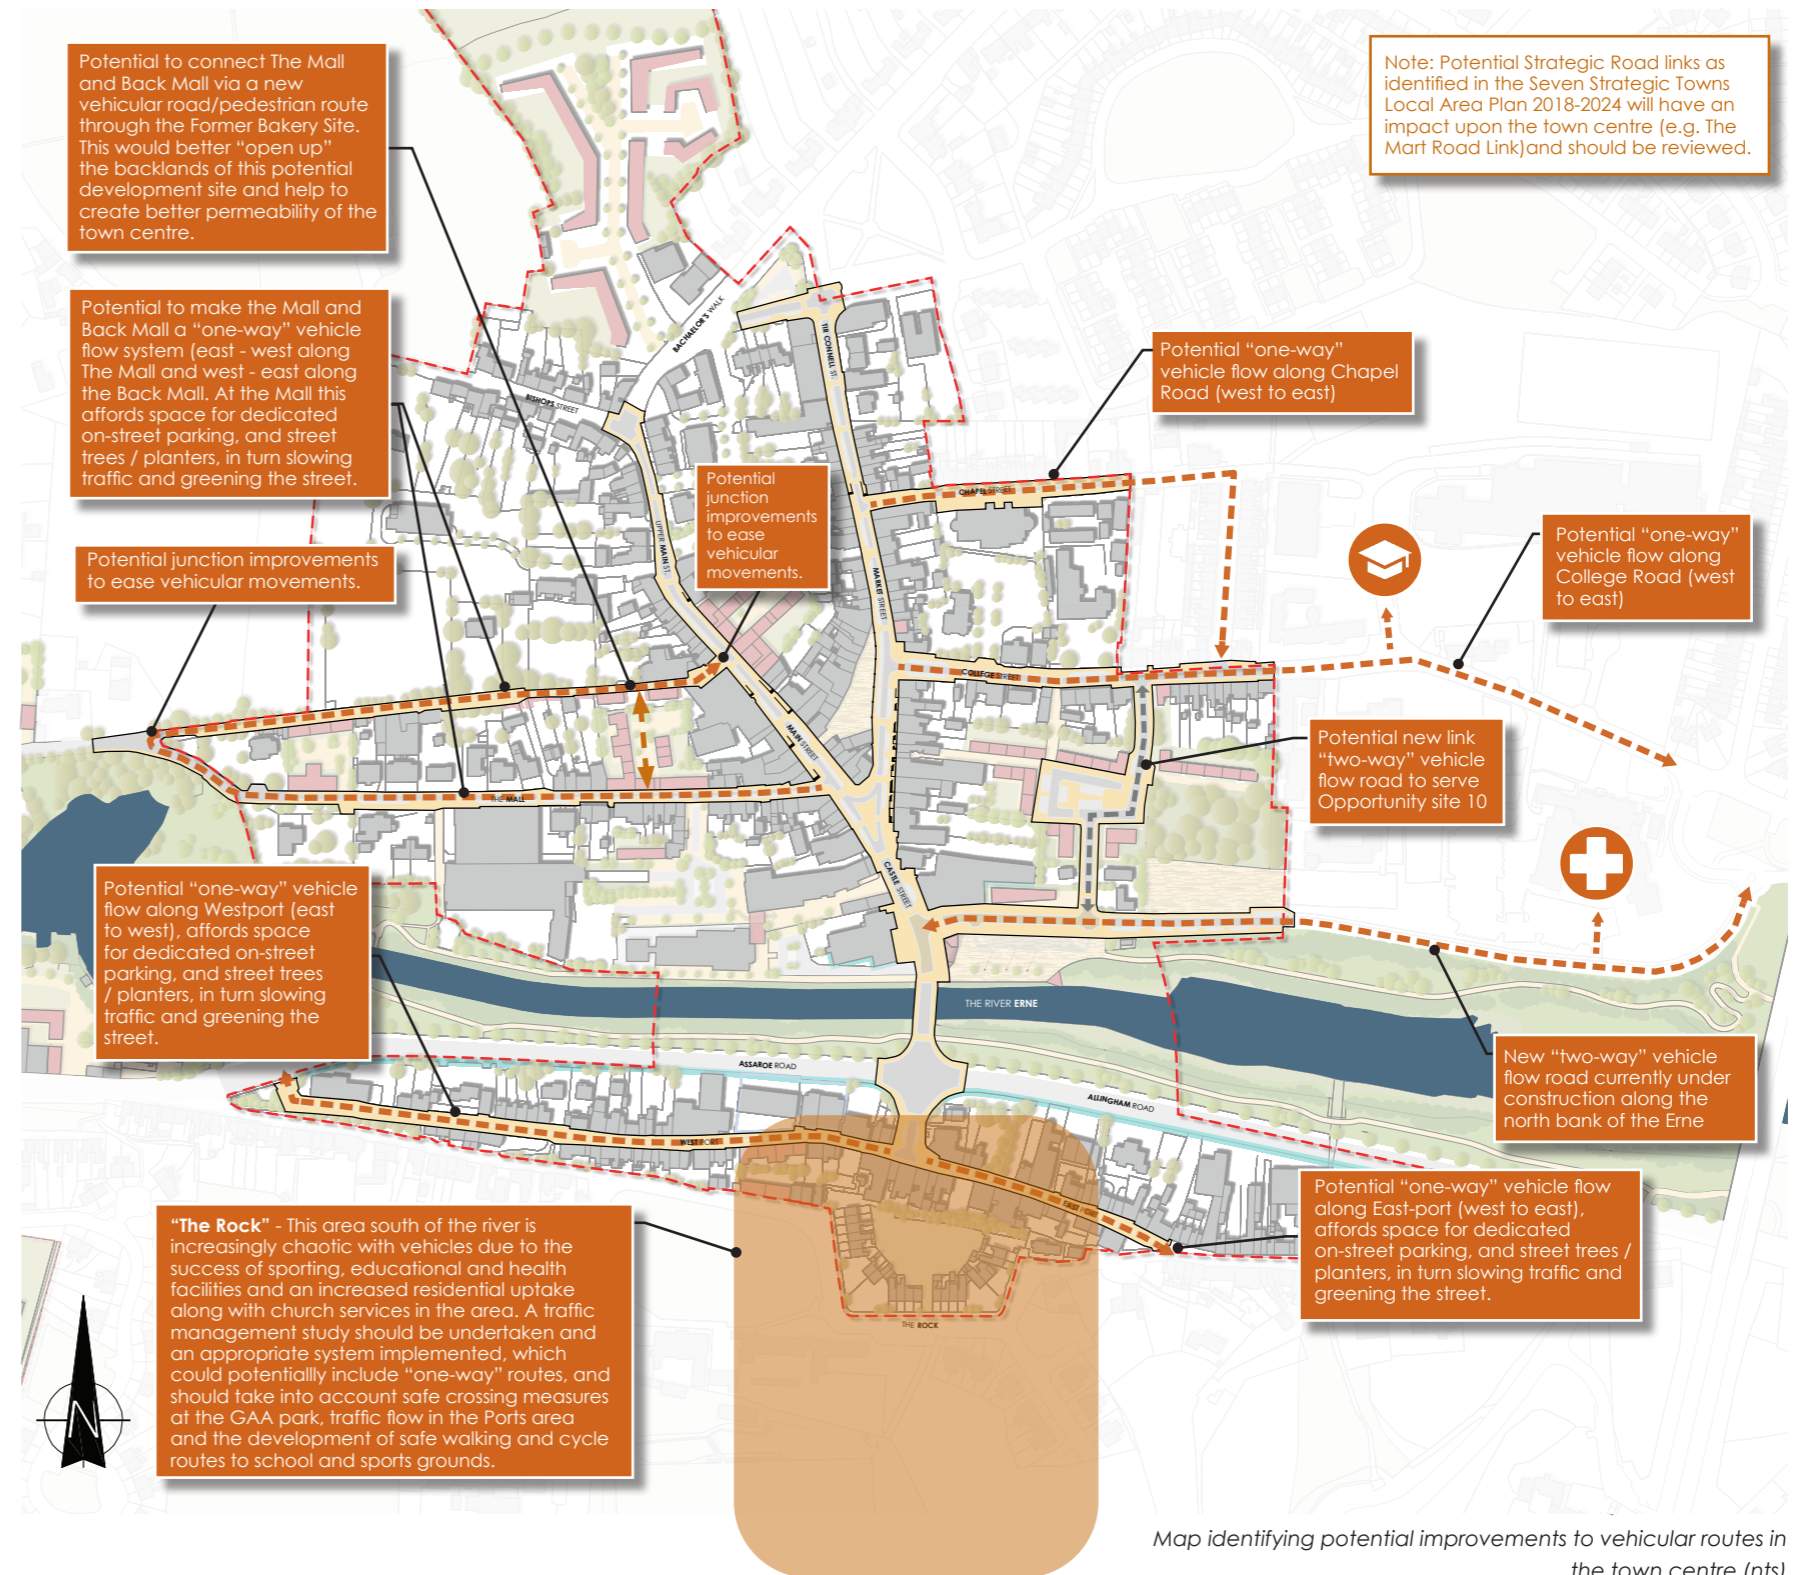 Potential to connect The Mall
and Back Mall via a new
vehicular road/pedestrian route
through the Former Bakery Site.
This would better “open up”
the backlands of this potential
development site and help to
create better permeability of the
town centre.
Note: Potential Strategic Road links as
identified in the Seven Strategic Towns
Local Area Plan 2018-2024 will have an
impact upon the town centre (e.g. The
Mart Road Link)and should be reviewed.
Potential to make the Mall and
Back Mall a “one-way” vehicle
flow system (east - west along
The Mall and west - east along
the Back Mall. At the Mall this
affords space for dedicated
on-street parking, and street
trees / planters, in turn slowing
traffic and greening the street.
BACHAELOR'S WALK
TIR CONNELL ST.
BISHOPS STREET
Potential “one-way”
vehicle flow along Chapel
Road (west to east)
Potential
junction
improvements
to ease
vehicular
movements.
CHAPEL STREET
UPPER MAIN ST.
MARKET STREET
Potential “one-way”
vehicle flow along
College Road (west
to east)
Potential junction improvements
to ease vehicular movements.
COLLEGE STREET
MAIN STREET
THE MALL
Potential new link
“two-way” vehicle
flow road to serve
Opportunity site 10
CASTLE STREET
Potential “one-way” vehicle
flow along Westport (east
to west), affords space
for dedicated on-street
parking, and street trees
/ planters, in turn slowing
traffic and greening the
street.
THE RIVER ERNE
New “two-way” vehicle
flow road currently under
construction along the
north bank of the Erne
ASSAROE ROAD
ALLINGHAM ROAD
WEST PORT
EAST PORT
Potential “one-way” vehicle flow
along East-port (west to east),
affords space for dedicated
on-street parking, and street trees /
planters, in turn slowing traffic and
greening the street.
“The Rock” - This area south of the river is
increasingly chaotic with vehicles due to the
success of sporting, educational and health
facilities and an increased residential uptake
along with church services in the area. A traffic
management study should be undertaken and
an appropriate system implemented, which
could potentiallly include “one-way” routes, and
should take into account safe crossing measures
at the GAA park, traffic flow in the Ports area
and the development of safe walking and cycle
routes to school and sports grounds.
THE ROCK
N
Map identifying potential improvements to vehicular routes in
the town centre (nts)